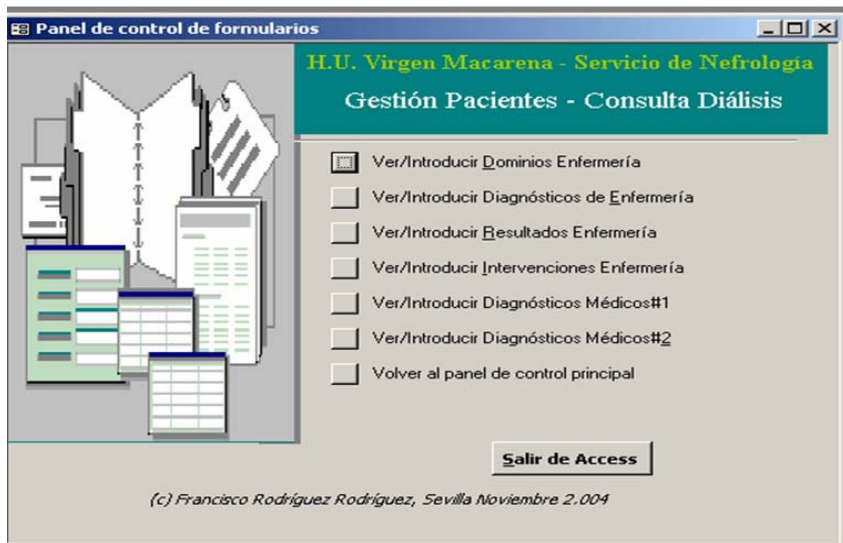 Panel de control de formularios
H.U. Virgen Macarena - Servicio de Nefrología
Gestión Pacientes - Consulta Diálisis
Ver/Introducir Dominios Enfermería
Ver/Introducir Diagnósticos de Enfermería
Ver/Introducir Resultados Enfermería
Ver/Introducir Intervenciones Enfermería
Ver/Introducir Diagnósticos Médicos#1
Ver/Introducir Diagnósticos Médicos#2
Volver al panel de control principal
Salir de Access
(c) Francisco Rodríguez Rodríguez, Sevilla Noviembre 2.004